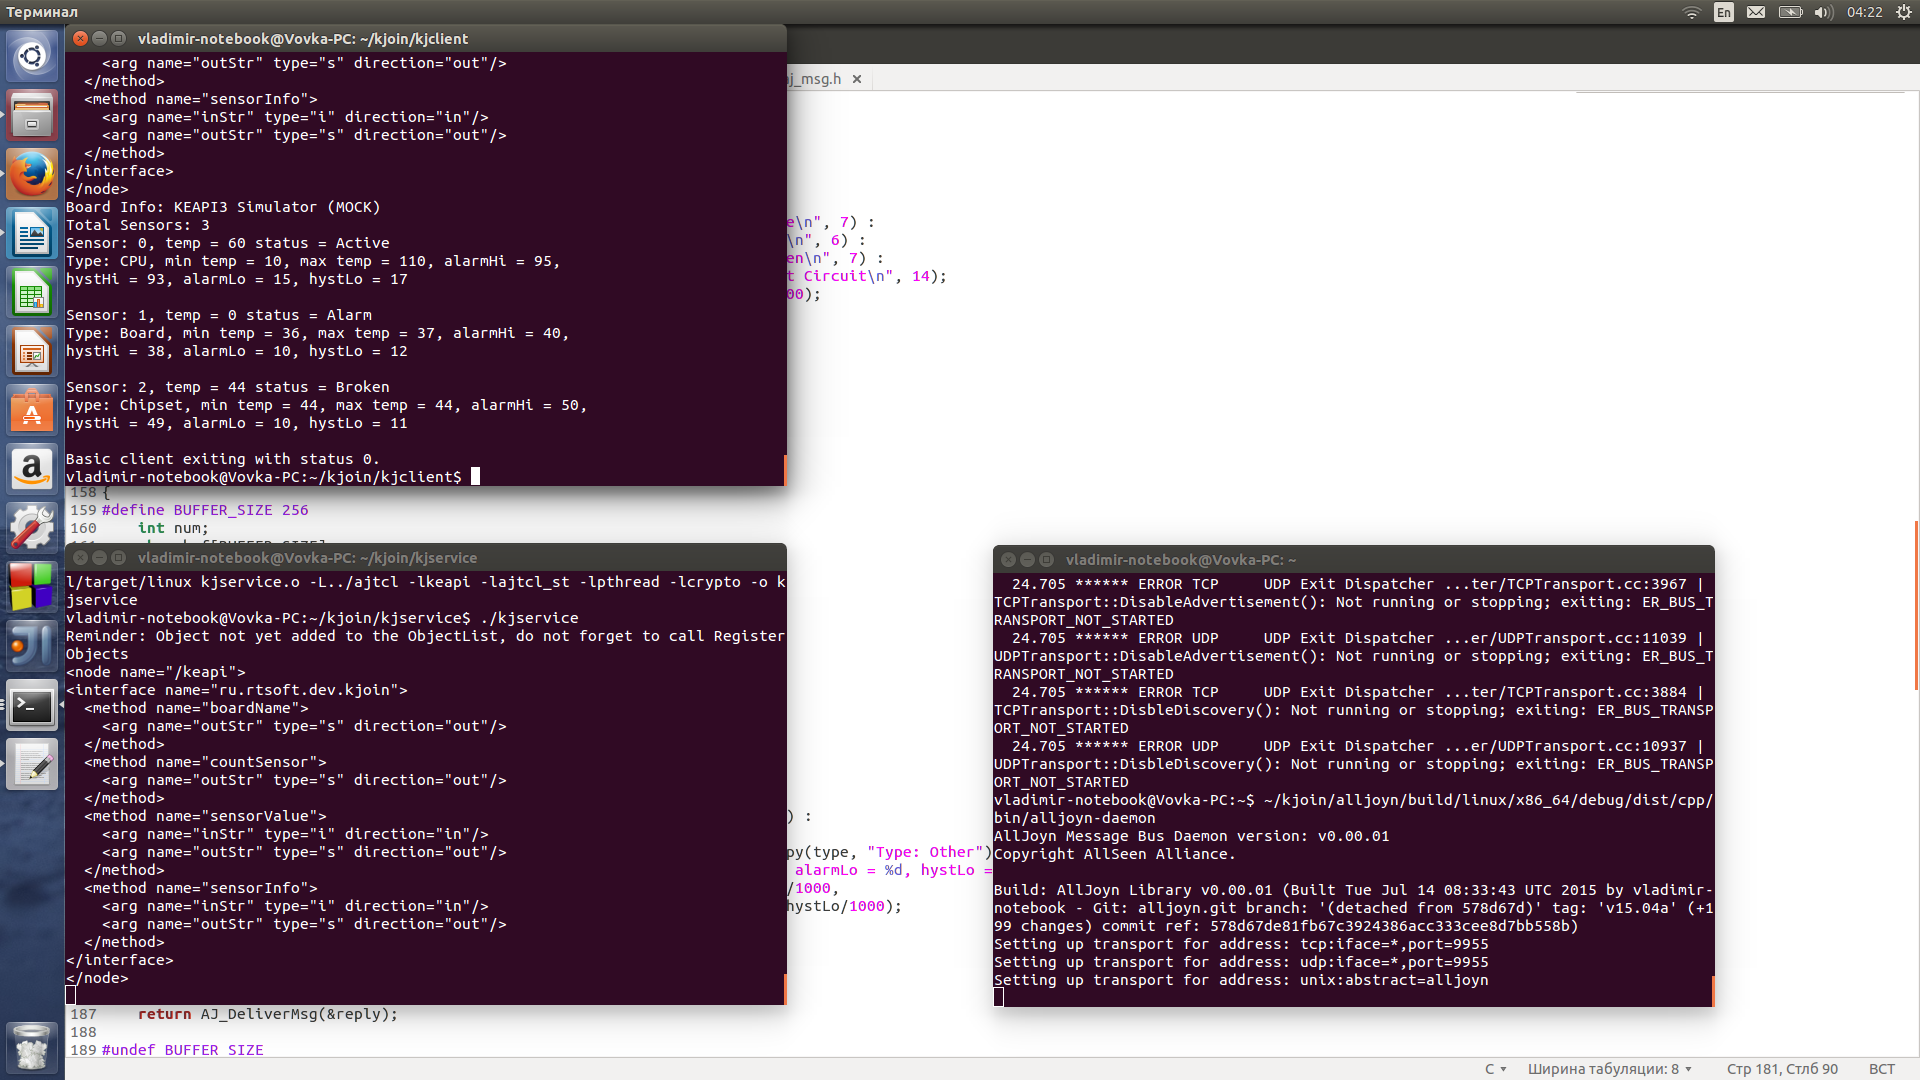 Терминал
En
04:22
vladimir-notebook@Vovka-PC: ~/kjoin/kjclient
    <arg name="outStr" type="s" direction="out"/>
  </method>
  <method name="sensorInfo">
    <arg name="inStr" type="i" direction="in"/>
    <arg name="outStr" type="s" direction="out"/>
  </method>
</interface>
</node>
Board Info: KEAPI3 Simulator (MOCK)
Total Sensors: 3
Sensor: 0, temp = 60 status = Active
Type: CPU, min temp = 10, max temp = 110, alarmHi = 95,
hystHi = 93, alarmLo = 15, hystLo = 17
Sensor: 1, temp = 0 status = Alarm
Type: Board, min temp = 36, max temp = 37, alarmHi = 40,
hystHi = 38, alarmLo = 10, hystLo = 12
Sensor: 2, temp = 44 status = Broken
Type: Chipset, min temp = 44, max temp = 44, alarmHi = 50,
hystHi = 49, alarmLo = 10, hystLo = 11
Basic client exiting with status 0.
vladimir-notebook@Vovka-PC:~/kjoin/kjclient$
aj_msg.h
e\n", 7) :
\n", 6) :
en\n", 7) :
t Circuit\n", 14);
00);
158 {
159 #define BUFFER_SIZE 256
160     int num;
vladimir-notebook@Vovka-PC: ~/kjoin/kjservice
l/target/linux kjservice.o -L../ajtcl -lkeapi -lajtcl_st -lpthread -lcrypto -o k
jservice
vladimir-notebook@Vovka-PC:~/kjoin/kjservice$ ./kjservice
Reminder: Object not yet added to the ObjectList, do not forget to call Register
Objects
<node name="/keapi">
<interface name="ru.rtsoft.dev.kjoin">
  <method name="boardName">
    <arg name="outStr" type="s" direction="out"/>
  </method>
  <method name="countSensor">
    <arg name="outStr" type="s" direction="out"/>
  </method>
  <method name="sensorValue">
    <arg name="inStr" type="i" direction="in"/>
    <arg name="outStr" type="s" direction="out"/>
  </method>
  <method name="sensorInfo">
    <arg name="inStr" type="i" direction="in"/>
    <arg name="outStr" type="s" direction="out"/>
  </method>
</interface>
</node>
) :
py(type, "Type: Other")
 alarmLo = %d, hystLo =
/1000,
hystLo/1000);
vladimir-notebook@Vovka-PC: ~
  24.705 ****** ERROR TCP     UDP Exit Dispatcher ...ter/TCPTransport.cc:3967 |
TCPTransport::DisableAdvertisement(): Not running or stopping; exiting: ER_BUS_T
RANSPORT_NOT_STARTED
  24.705 ****** ERROR UDP     UDP Exit Dispatcher ...er/UDPTransport.cc:11039 |
UDPTransport::DisableAdvertisement(): Not running or stopping; exiting: ER_BUS_T
RANSPORT_NOT_STARTED
  24.705 ****** ERROR TCP     UDP Exit Dispatcher ...ter/TCPTransport.cc:3884 |
TCPTransport::DisbleDiscovery(): Not running or stopping; exiting: ER_BUS_TRANSP
ORT_NOT_STARTED
  24.705 ****** ERROR UDP     UDP Exit Dispatcher ...er/UDPTransport.cc:10937 |
UDPTransport::DisbleDiscovery(): Not running or stopping; exiting: ER_BUS_TRANSP
ORT_NOT_STARTED
vladimir-notebook@Vovka-PC:~$ ~/kjoin/alljoyn/build/linux/x86_64/debug/dist/cpp/
bin/alljoyn-daemon
AllJoyn Message Bus Daemon version: v0.00.01
Copyright AllSeen Alliance.
Build: AllJoyn Library v0.00.01 (Built Tue Jul 14 08:33:43 UTC 2015 by vladimir-
notebook - Git: alljoyn.git branch: '(detached from 578d67d)' tag: 'v15.04a' (+1
99 changes) commit ref: 578d67de81fb67c3924386acc333cee8d7bb558b)
Setting up transport for address: tcp:iface=*,port=9955
Setting up transport for address: udp:iface=*,port=9955
Setting up transport for address: unix:abstract=alljoyn
187     return AJ_DeliverMsg(&reply);
188
189 #undef BUFFER_SIZE
C
Ширина табуляции: 8
Стр 181, Стлб 90
ВСТ